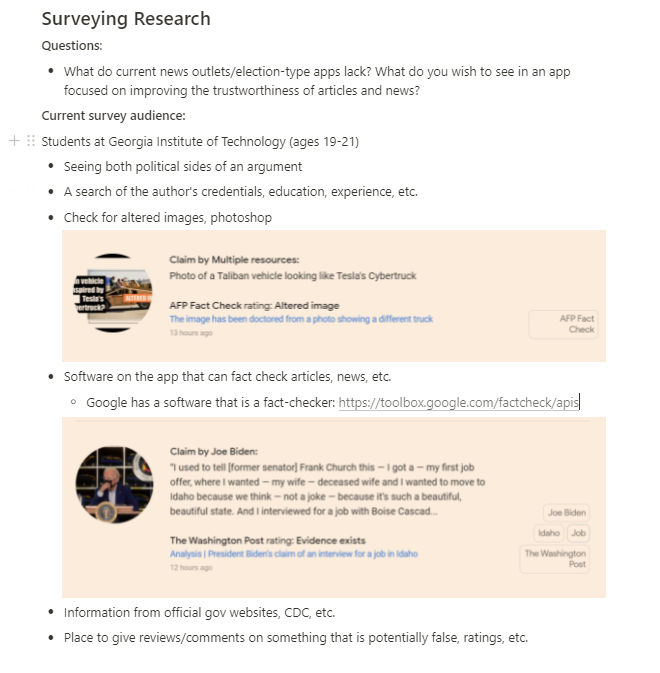 Surveying Research
Questions:
What do current news outlets/election-type apps lack? What do you wish to see in an app
focused on improving the trustworthiness of articles and news?
Current survey audience:
Students at Georgia Institute of Technology (ages 19-21)
Seeing both political sides of an argument
A search of the author's credentials, education, experience, etc.
Check for altered images, photoshop
n vehicle
spired by
Tesla's
bertruck?
ALTERED
Claim by Multiple resources:
Photo of a Taliban vehicle looking like Tesla's Cybertruck
AFP Fact Check rating: Altered image
The image has been doctored from a photo showing a different truck
13 hours ago
AFP Fact
Check
Software on the app that can fact check articles, news, etc.
Google has a software that is a fact-checker: https://toolbox.google.com/factcheck/apis
Claim by Joe Biden:
"I used to tell [former senator] Frank Church this — I got a — my first job
offer, where I wanted — my wife — deceased wife and I wanted to move to
Idaho because we think — not a joke — because it's such a beautiful,
beautiful state. And I interviewed for a job with Boise Cascad...
The Washington Post rating: Evidence exists
Analysis | President Biden's claim of an interview for a job in Idaho
12 hours ago
Joe Biden
Idaho Job
The Washington
Post
Information from official gov websites, CDC, etc.
Place to give reviews/comments on something that is potentially false, ratings, etc.